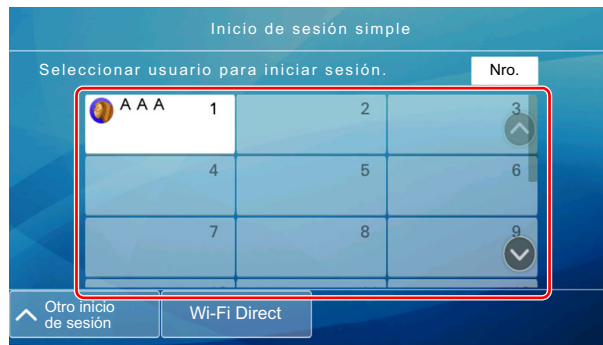 Inicio de sesión simple
Seleccionar usuario para iniciar sesión.
Nro.
A A A 1
2
3
4
5
6
7
8
9
Otro inicio
de sesión
Wi-Fi Direct